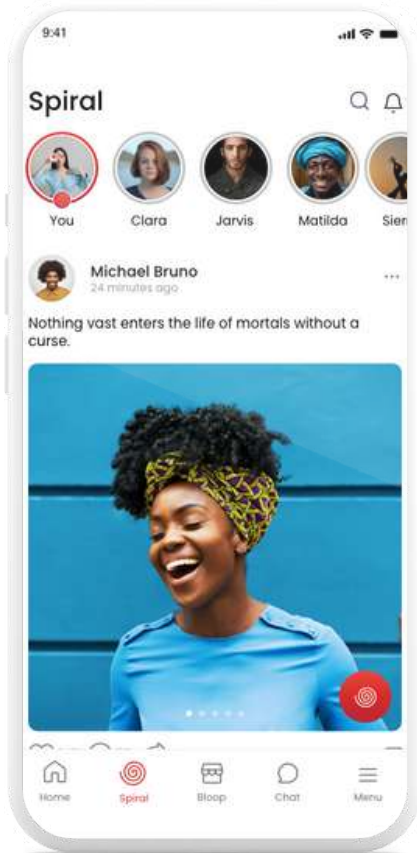 9:41
Spiral
You
Clara
Jarvis
Matilda
Michael Bruno
24 minutes ago
Nothing vast enters the life of mortals without a
curse.
Home
Spiral
Bloop
Chat
Menu